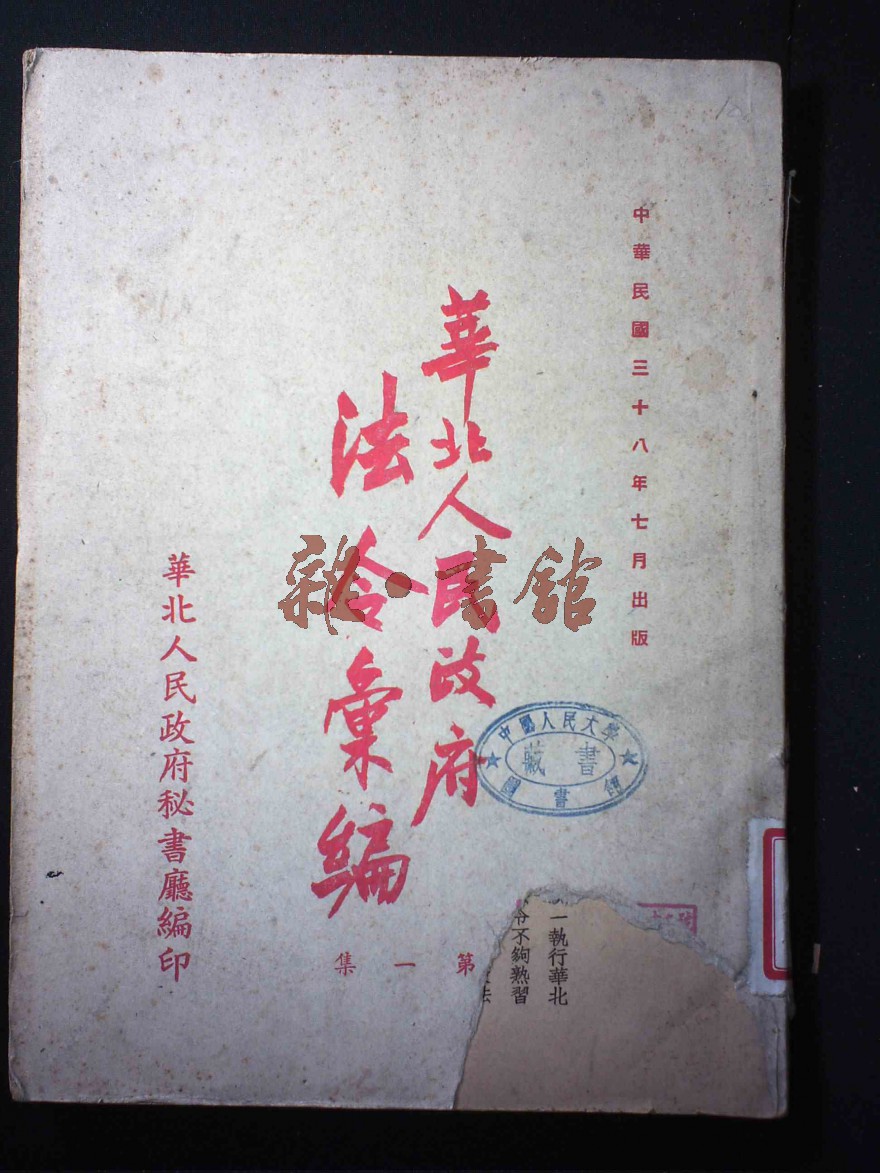 中華民國三十八年七月出版
華北人民政府
法令彙編
第一集
華北人民政府秘書廳編印
雜·書館
中國人民大學
藏書
圖書館
一執行華北
令不夠熟習
法